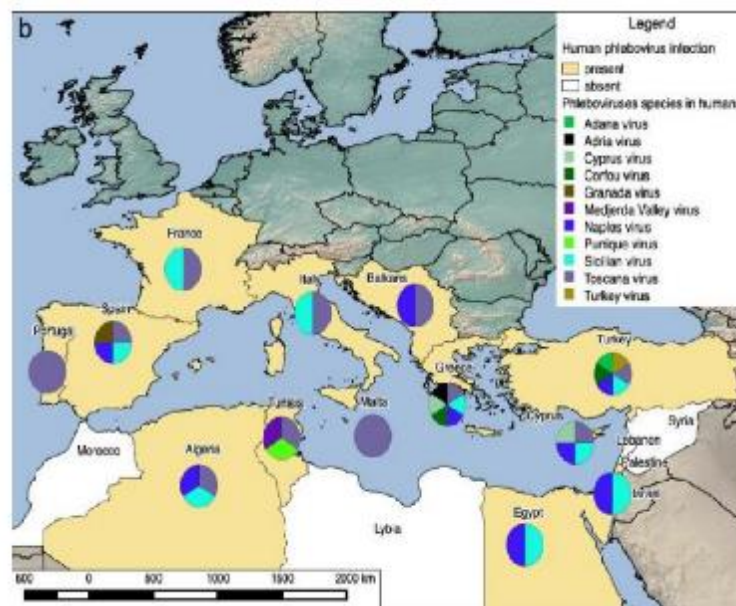 b
Legend
Human phlebovirus infection
present
absent
Phleboviruses species in human
Adana virus
Adria virus
Cyprus virus
Corfou virus
Granada virus
Medjerda Valley virus
Naples virus
Punique virus
Sicilian virus
Toscana virus
Turkey virus
France
Italy
Balkans
Spain
Portugal
Turkey
Greece
Tunisia
Malta
Cyprus
Syria
Lebanon
Morocco
Algeria
Palestine
Israel
Lybia
Egypt
500 0 500 1000 1500 2000 km